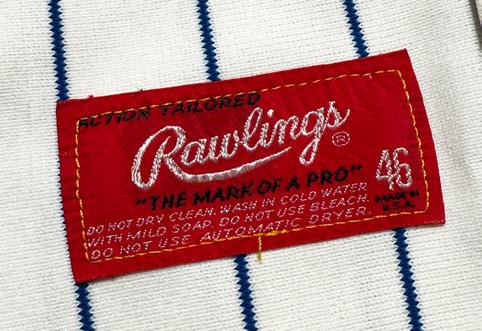 ACTION TAILORED
Rawlings®
"THE MARK OF A PRO"
46
MADE IN
U.S.A.
DO NOT DRY CLEAN. WASH IN COLD WATER
WITH MILD SOAP. DO NOT USE BLEACH.
DO NOT USE AUTOMATIC DRYER.